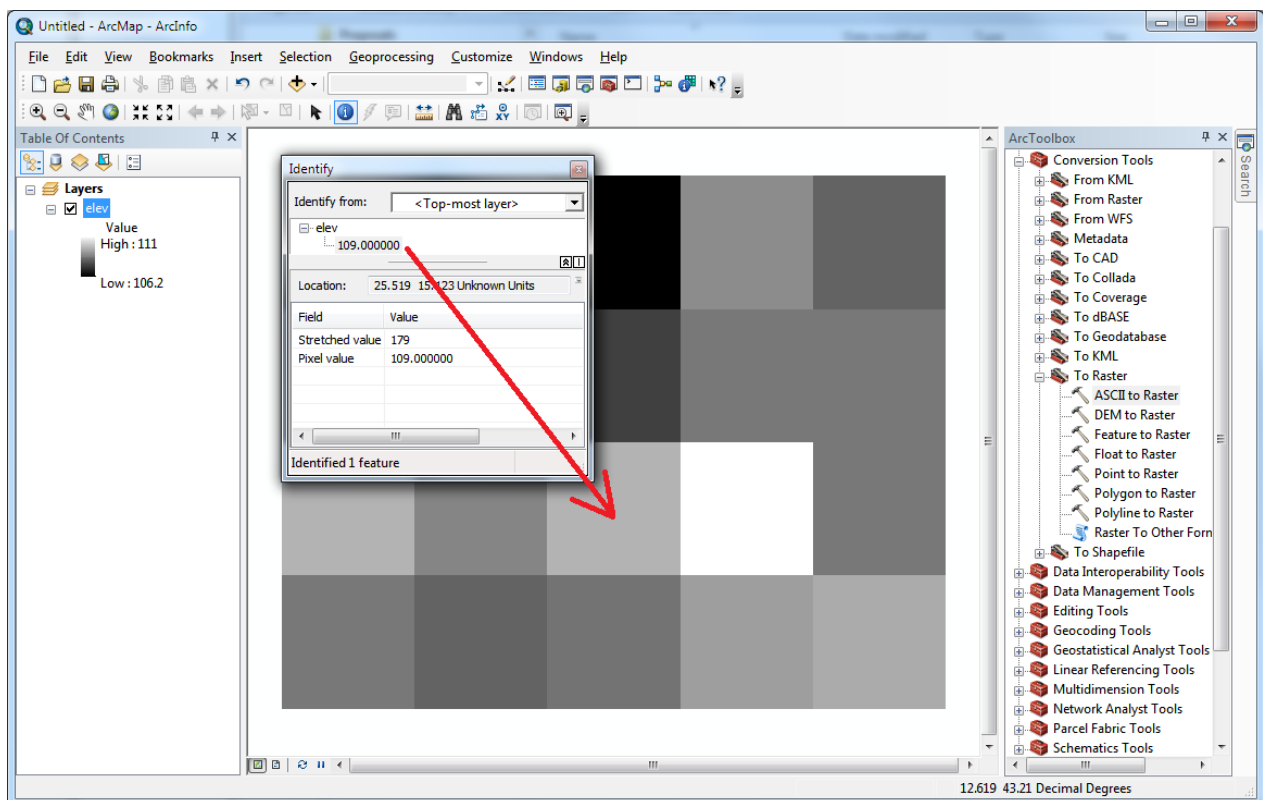 Untitled - ArcMap - ArcInfo
File Edit View Bookmarks Insert Selection Geoprocessing Customize Windows Help
Table Of Contents
Layers
elev
Value
High : 111
Low : 106.2
Identify
Identify from: <Top-most layer>
elev
109.000000
Location: 25.519 15.123 Unknown Units
Field Value
Stretched value 179
Pixel value 109.000000
Identified 1 feature
ArcToolbox
Conversion Tools
From KML
From Raster
From WFS
Metadata
To CAD
To Collada
To Coverage
To dBASE
To Geodatabase
To KML
To Raster
ASCII to Raster
DEM to Raster
Feature to Raster
Float to Raster
Point to Raster
Polygon to Raster
Polyline to Raster
Raster To Other Forn
To Shapefile
Data Interoperability Tools
Data Management Tools
Editing Tools
Geocoding Tools
Geostatistical Analyst Tools
Linear Referencing Tools
Multidimension Tools
Network Analyst Tools
Parcel Fabric Tools
Schematics Tools
Search
12.619 43.21 Decimal Degrees